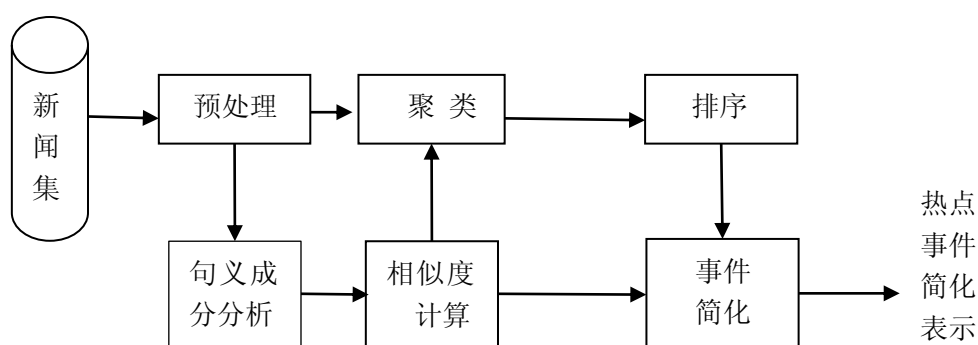 新
闻
集
预处理
聚 类
排序
句义成
分分析
相似度
计算
事件
简化
热点
事件
简化
表示